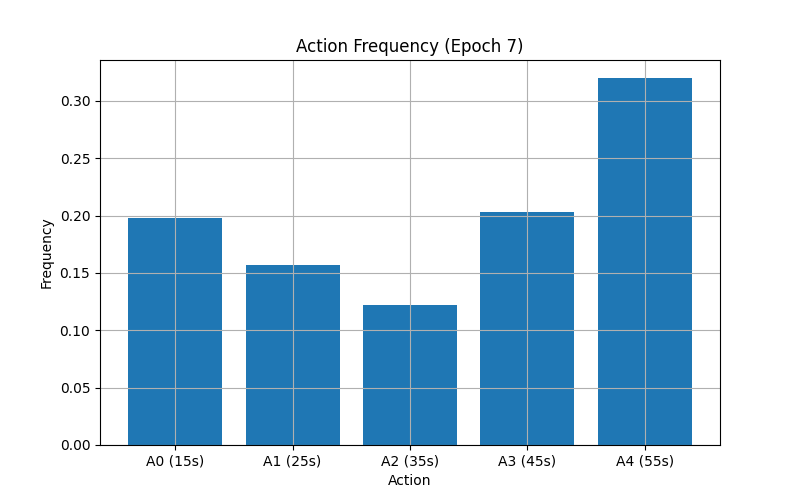 Action Frequency (Epoch 7)
Frequency
0.30
0.25
0.20
0.15
0.10
0.05
0.00
A0 (15s) A1 (25s) A2 (35s) A3 (45s) A4 (55s)
Action